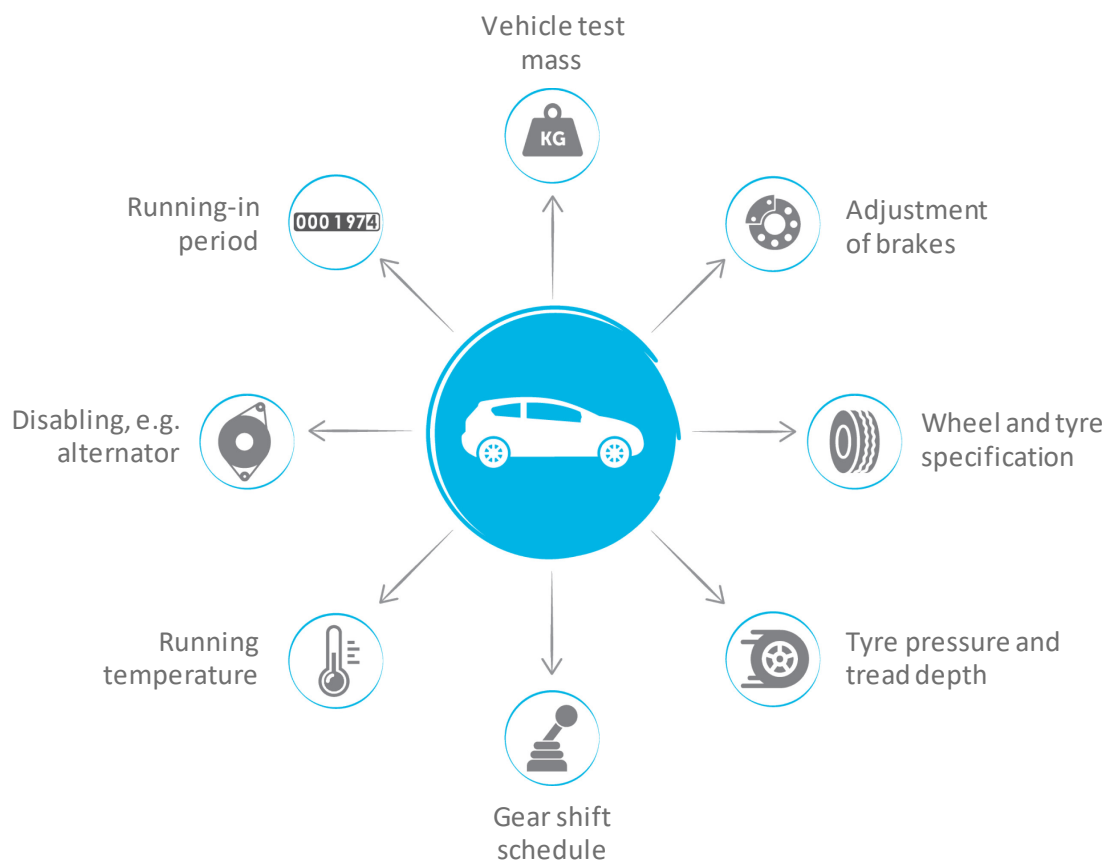 Vehicle test
mass
KG
Running-in
period
0001974
Adjustment
of brakes
Disabling, e.g.
alternator
Wheel and tyre
specification
Running
temperature
Tyre pressure and
tread depth
Gear shift
schedule